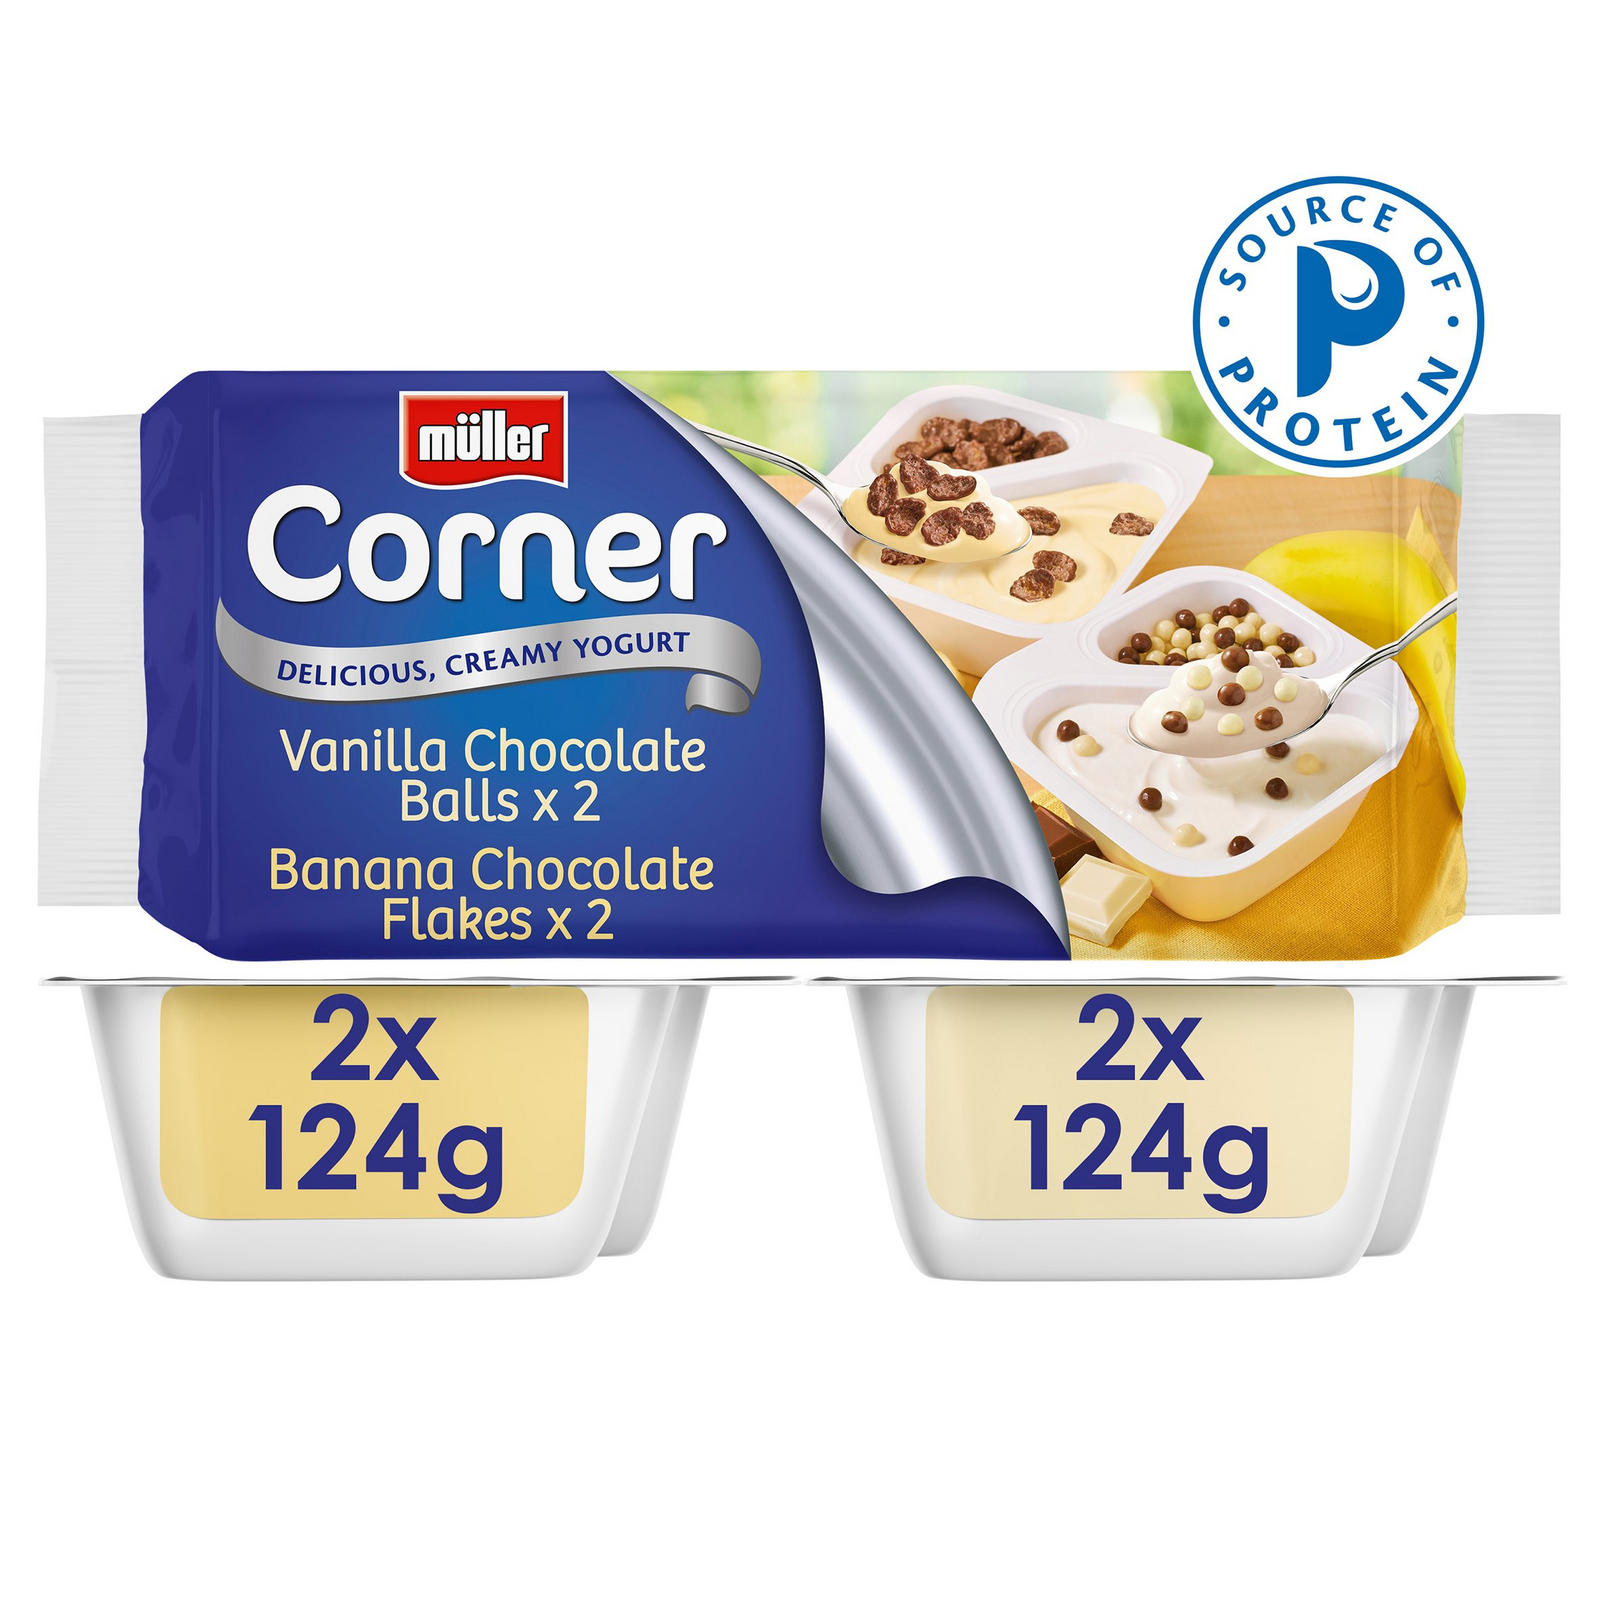 SOURCE OF
PROTEIN
P
müller
Corner
DELICIOUS, CREAMY YOGURT
Vanilla Chocolate
Balls x 2
Banana Chocolate
Flakes x 2
2x
124g
2x
124g